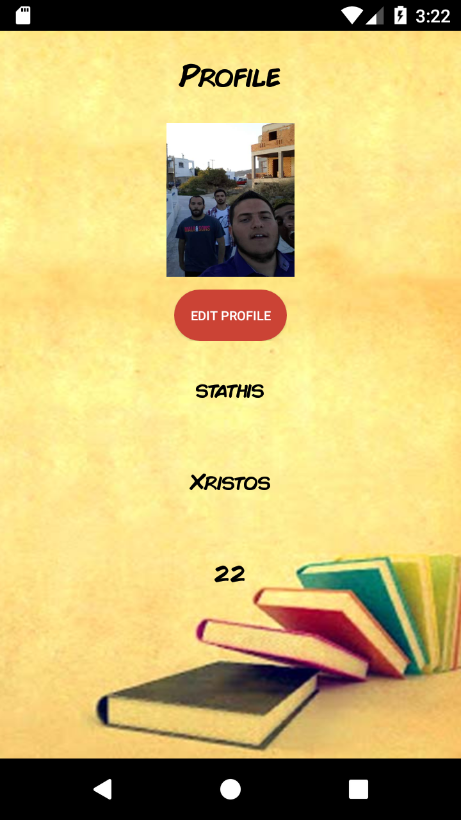 3:22
Profile
EDIT PROFILE
stathis
Xristos
22